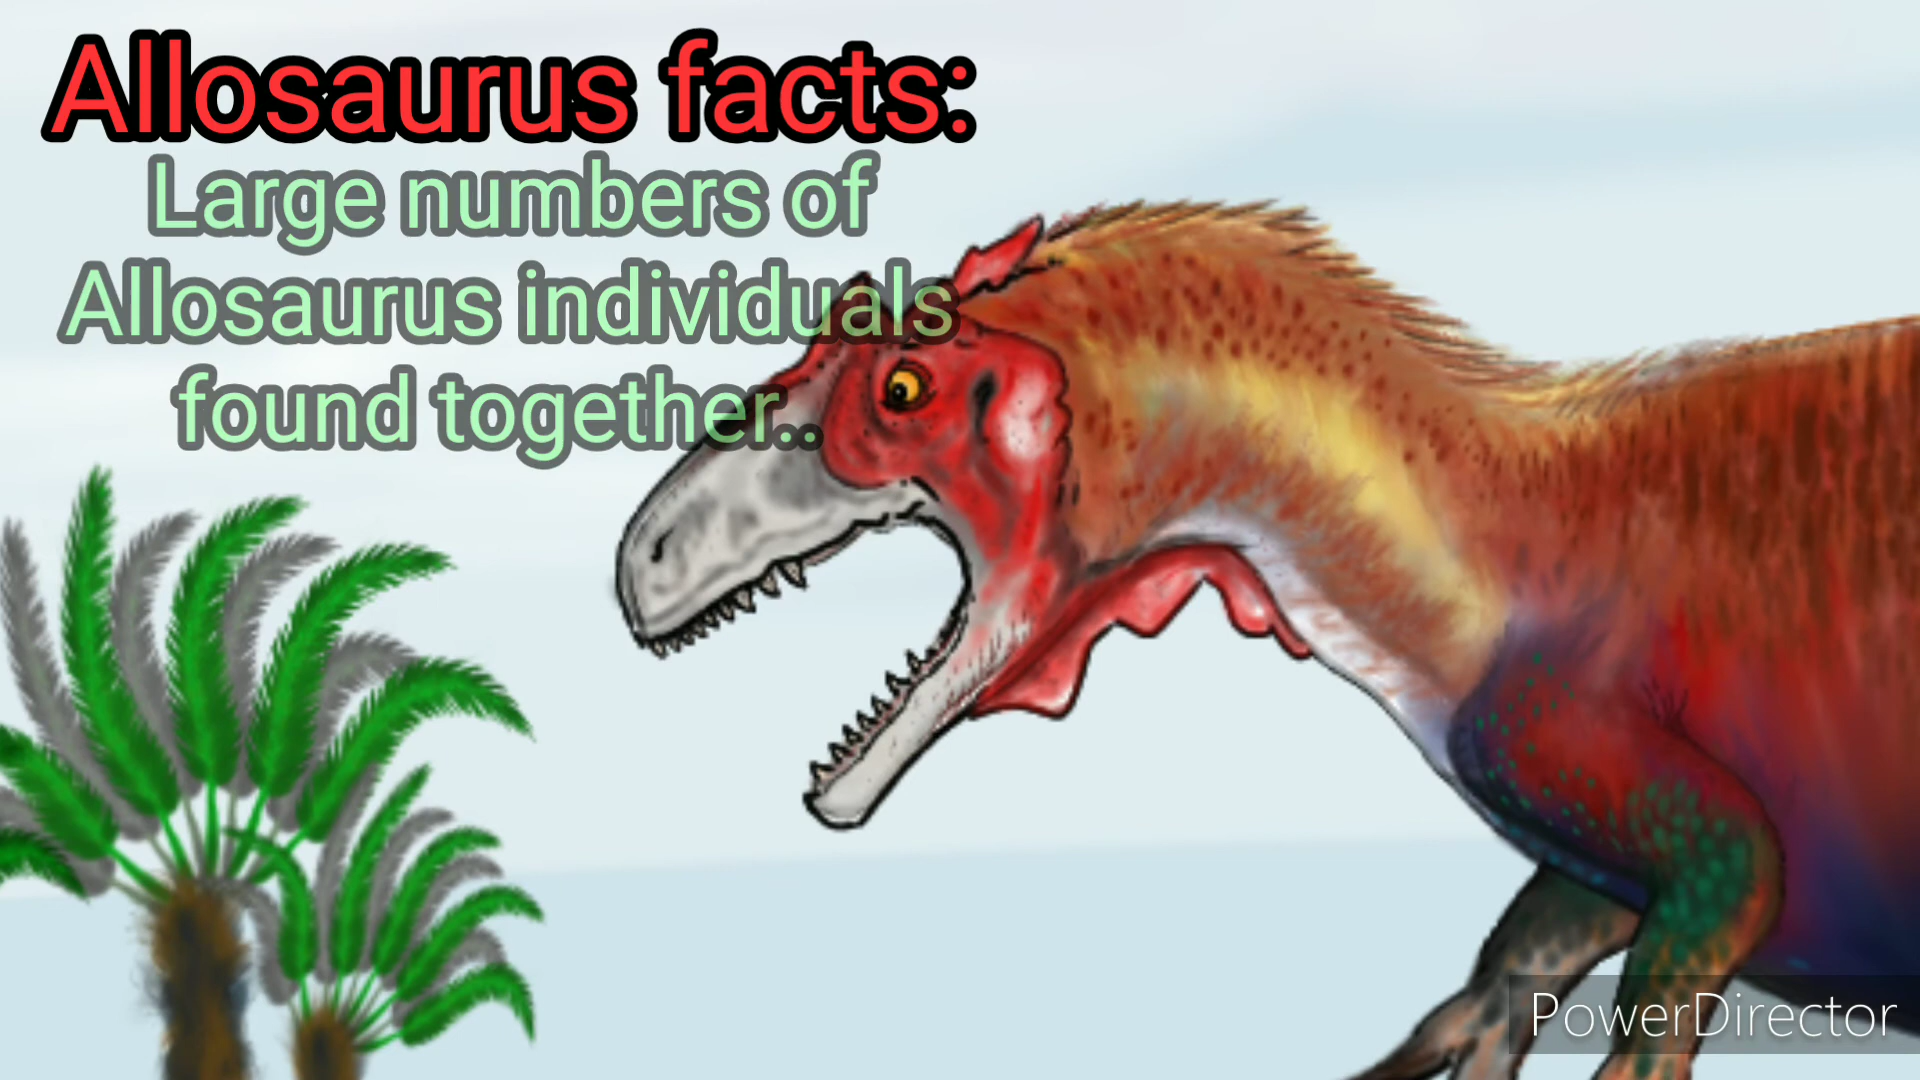 Allosaurus facts:
Large numbers of
Allosaurus individuals
found together..
PowerDirector